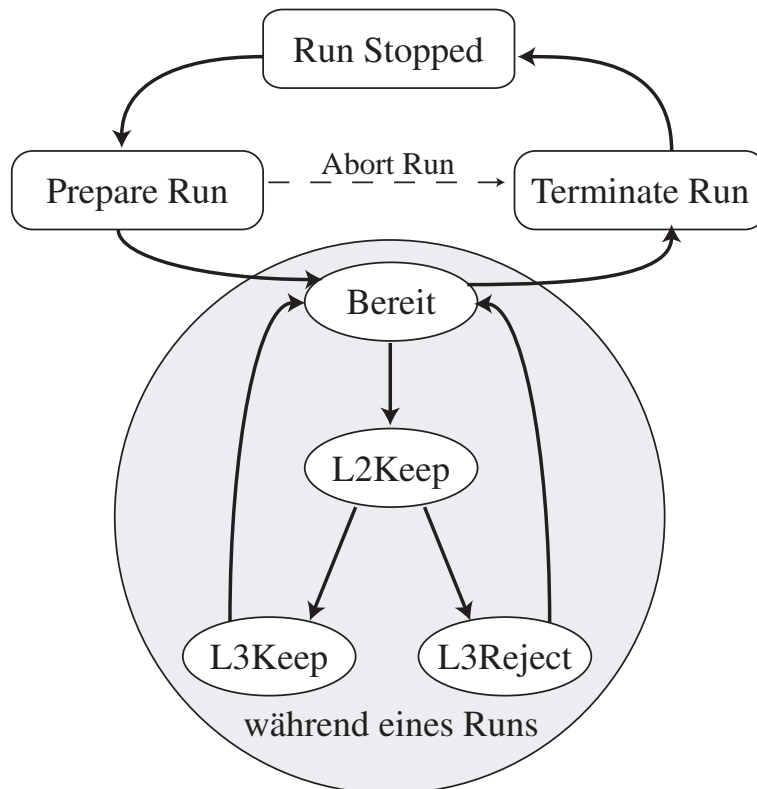 Run Stopped
Abort Run
Prepare Run
Terminate Run
Bereit
L2Keep
L3Keep
L3Reject
während eines Runs